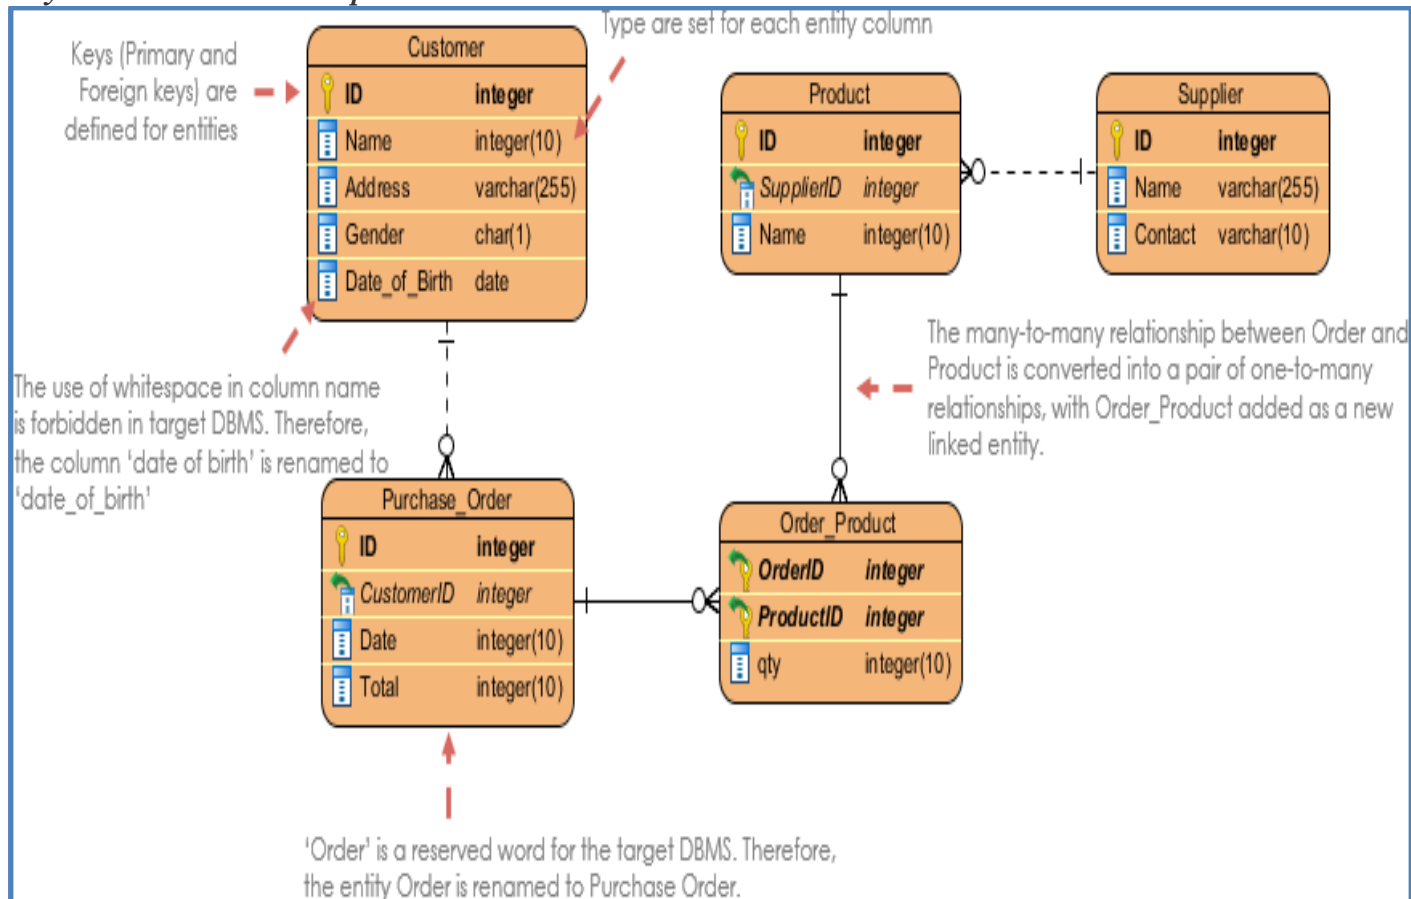 Type are set for each entity column
Keys (Primary and
Foreign keys) are
defined for entities
Customer
ID integer
Name integer(10)
Address varchar(255)
Gender char(1)
Date_of_Birth date
Product
ID integer
SupplierID integer
Name integer(10)
Supplier
ID integer
Name varchar(255)
Contact varchar(10)
The use of whitespace in column name
is forbidden in target DBMS. Therefore,
the column ‘date of birth’ is renamed to
‘date_of_birth’
The many-to-many relationship between Order and
Product is converted into a pair of one-to-many
relationships, with Order_Product added as a new
linked entity.
Purchase_Order
ID integer
CustomerID integer
Date integer(10)
Total integer(10)
Order_Product
OrderID integer
ProductID integer
qty integer(10)
‘Order’ is a reserved word for the target DBMS. Therefore,
the entity Order is renamed to Purchase Order.